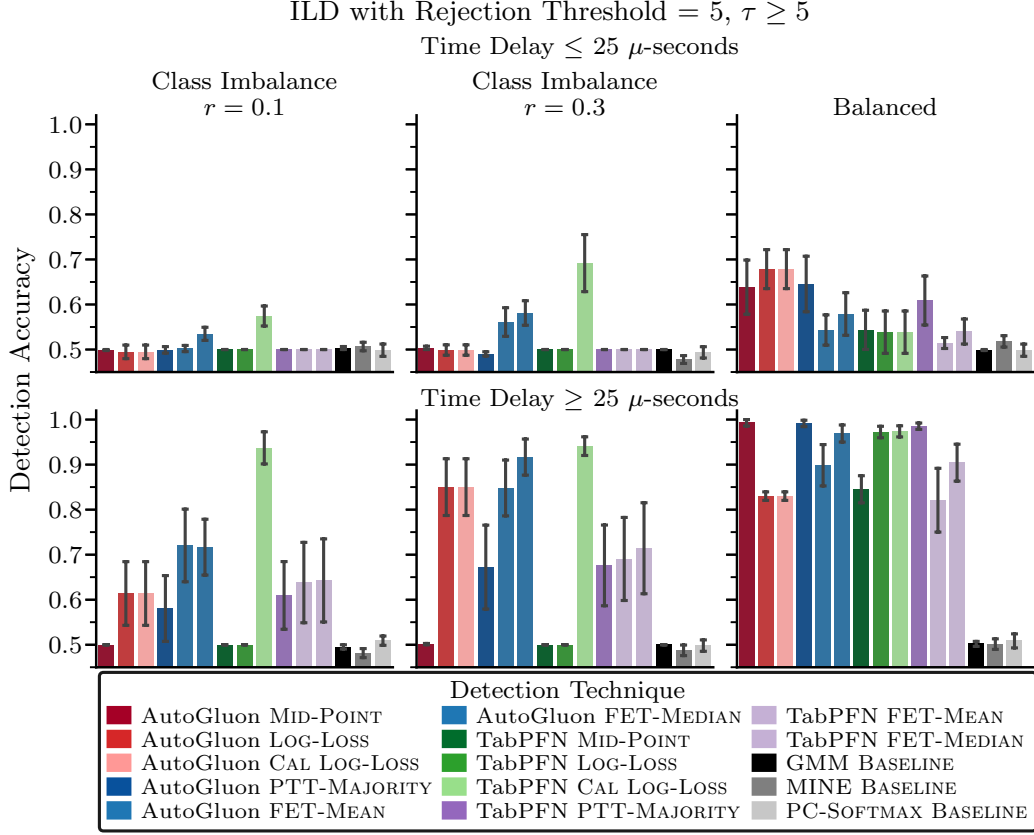 ILD with Rejection Threshold = 5, τ ≥ 5
Time Delay ≤ 25 μ-seconds
Class Imbalance
r = 0.1
Class Imbalance
r = 0.3
Balanced
Detection Accuracy
1.0
0.9
0.8
0.7
0.6
0.5
Time Delay ≥ 25 μ-seconds
1.0
0.9
0.8
0.7
0.6
0.5
Detection Technique
AutoGluon MID-POINT
AutoGluon LOG-LOSS
AutoGluon CAL LOG-LOSS
AutoGluon PTT-MAJORITY
AutoGluon FET-MEAN
AutoGluon FET-MEDIAN
TabPFN MID-POINT
TabPFN LOG-LOSS
TabPFN CAL LOG-LOSS
TabPFN PTT-MAJORITY
TabPFN FET-MEAN
TabPFN FET-MEDIAN
GMM BASELINE
MINE BASELINE
PC-SOFTMAX BASELINE